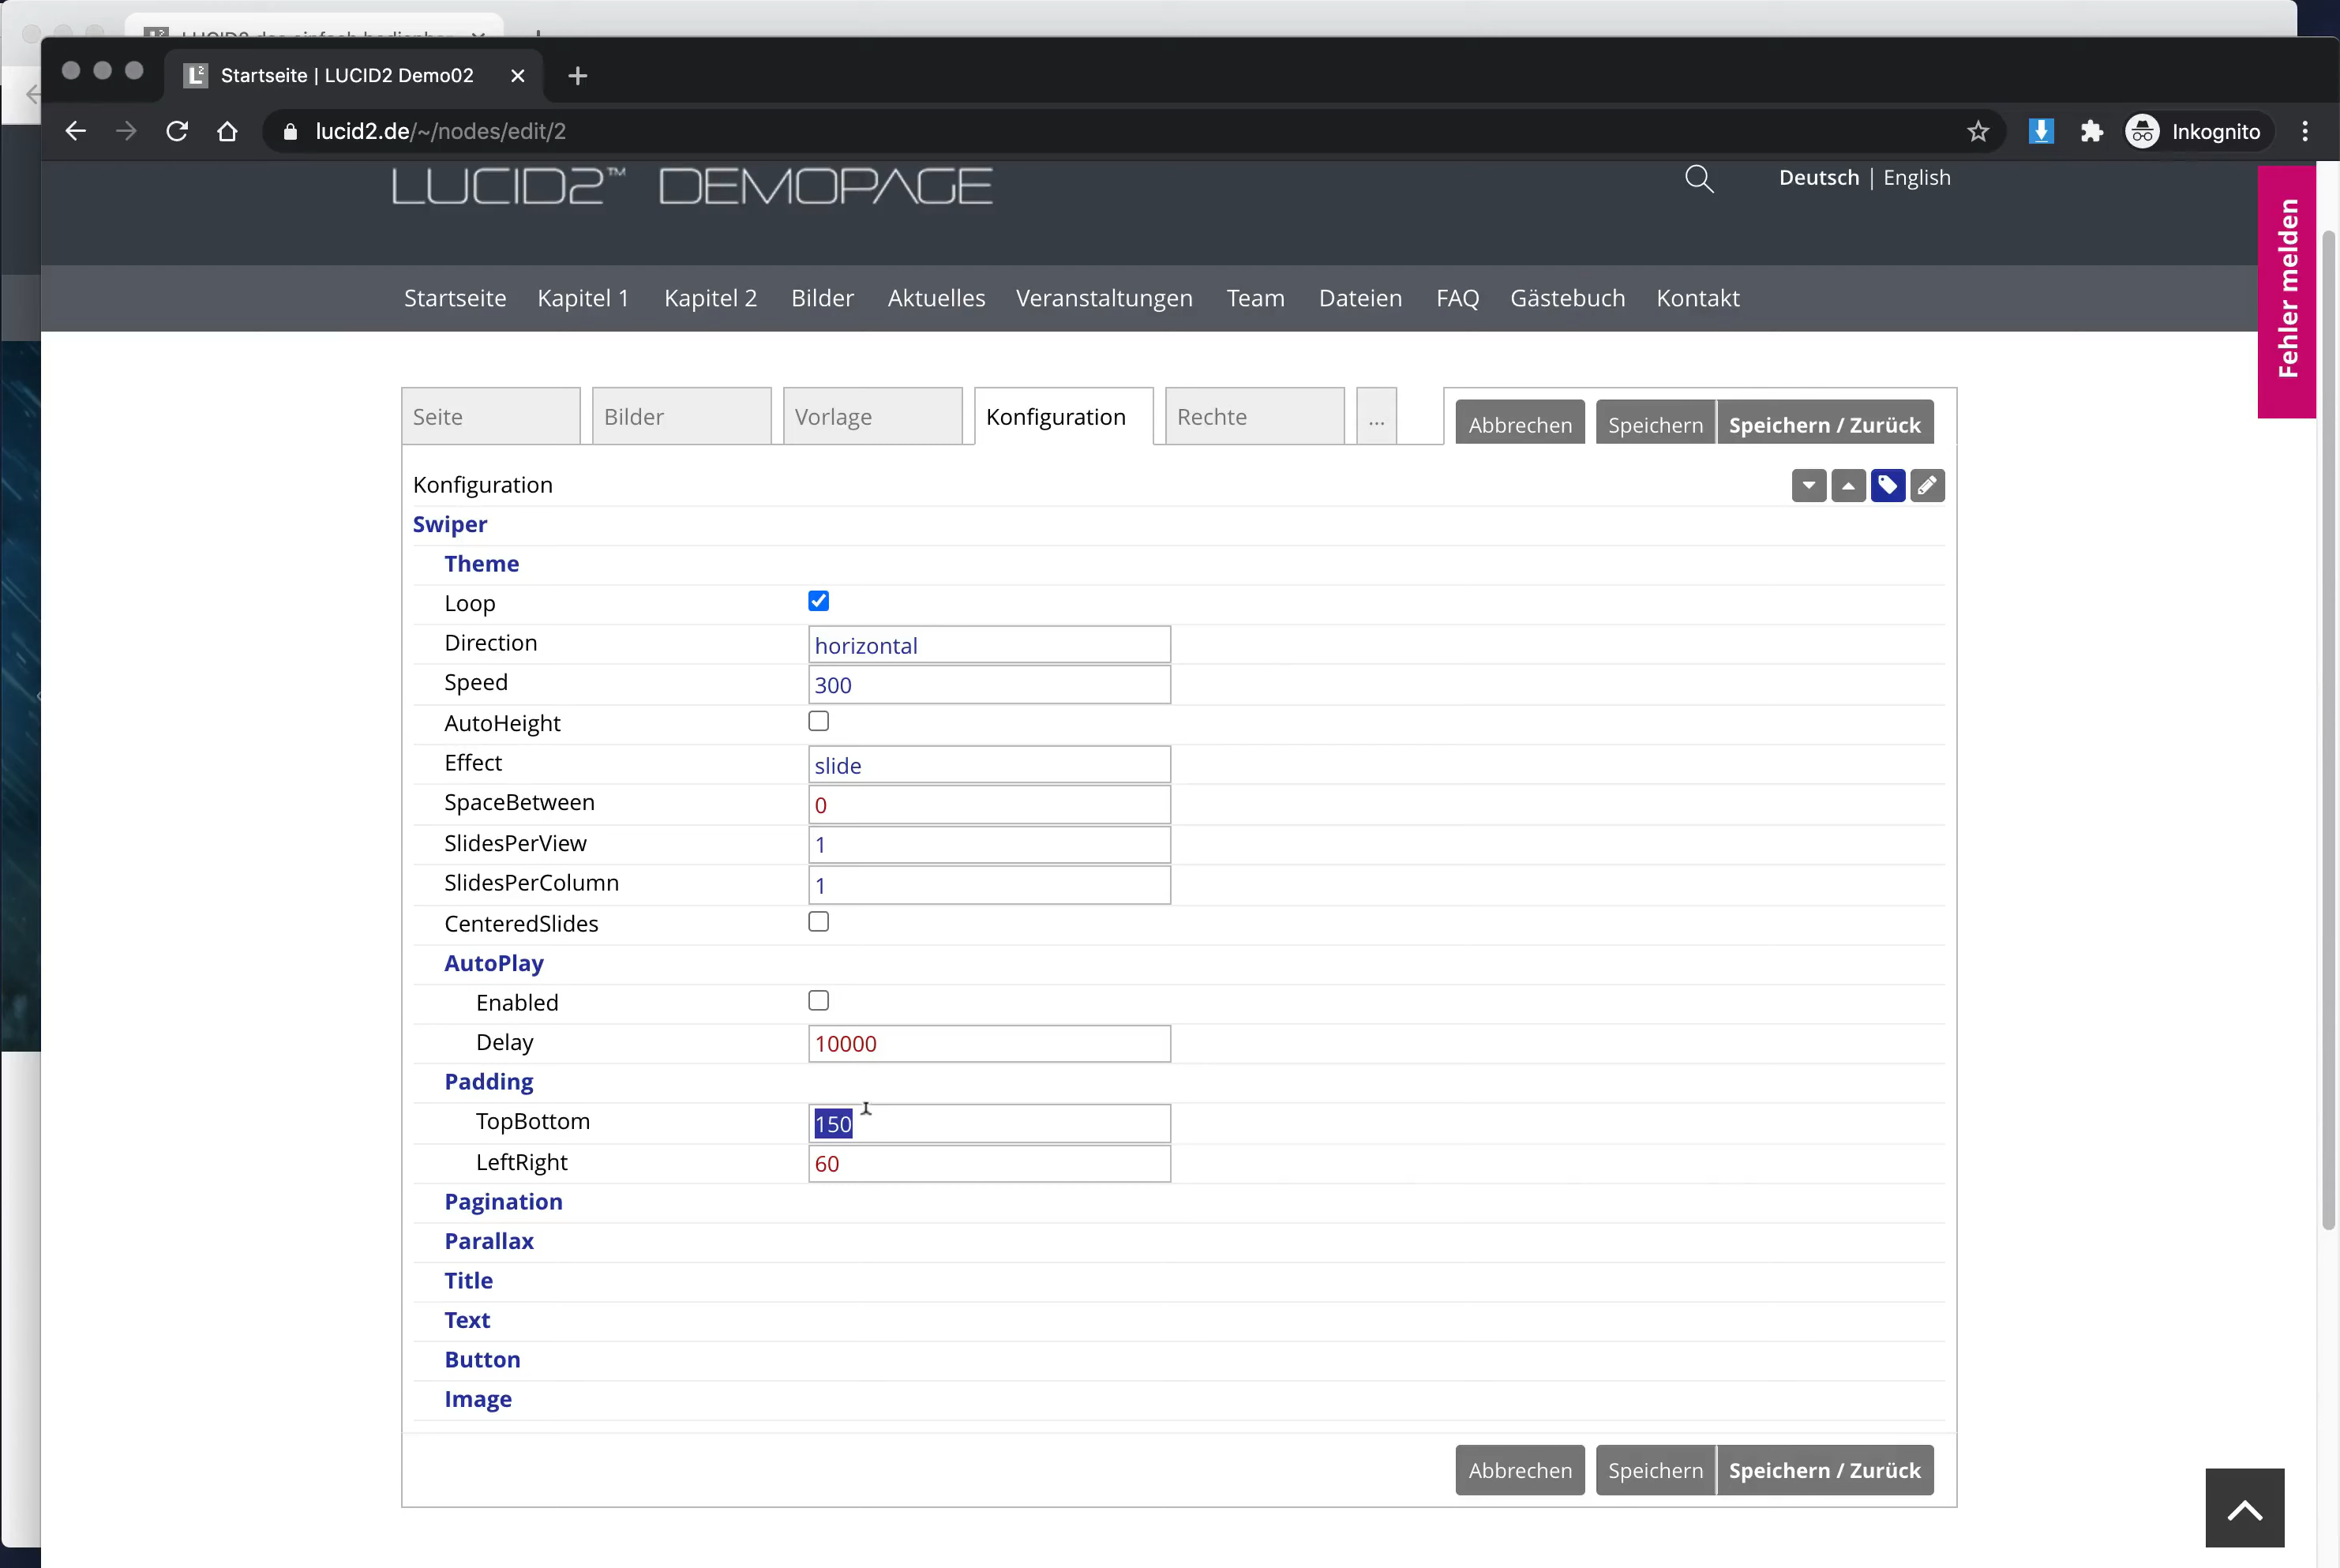 Startseite | LUCID2 Demo02
lucid2.de/~/nodes/edit/2
Inkognito
LUCID2™ DEMOPAGE
Deutsch | English
Fehler melden
Startseite Kapitel 1 Kapitel 2 Bilder Aktuelles Veranstaltungen Team Dateien FAQ Gästebuch Kontakt
Seite Bilder Vorlage Konfiguration Rechte ... Abbrechen Speichern Speichern / Zurück
Konfiguration
Swiper
Theme
Loop
Direction horizontal
Speed 300
AutoHeight
Effect slide
SpaceBetween 0
SlidesPerView 1
SlidesPerColumn 1
CenteredSlides
AutoPlay
Enabled
Delay 10000
Padding
TopBottom 150
LeftRight 60
Pagination
Parallax
Title
Text
Button
Image
Abbrechen Speichern Speichern / Zurück